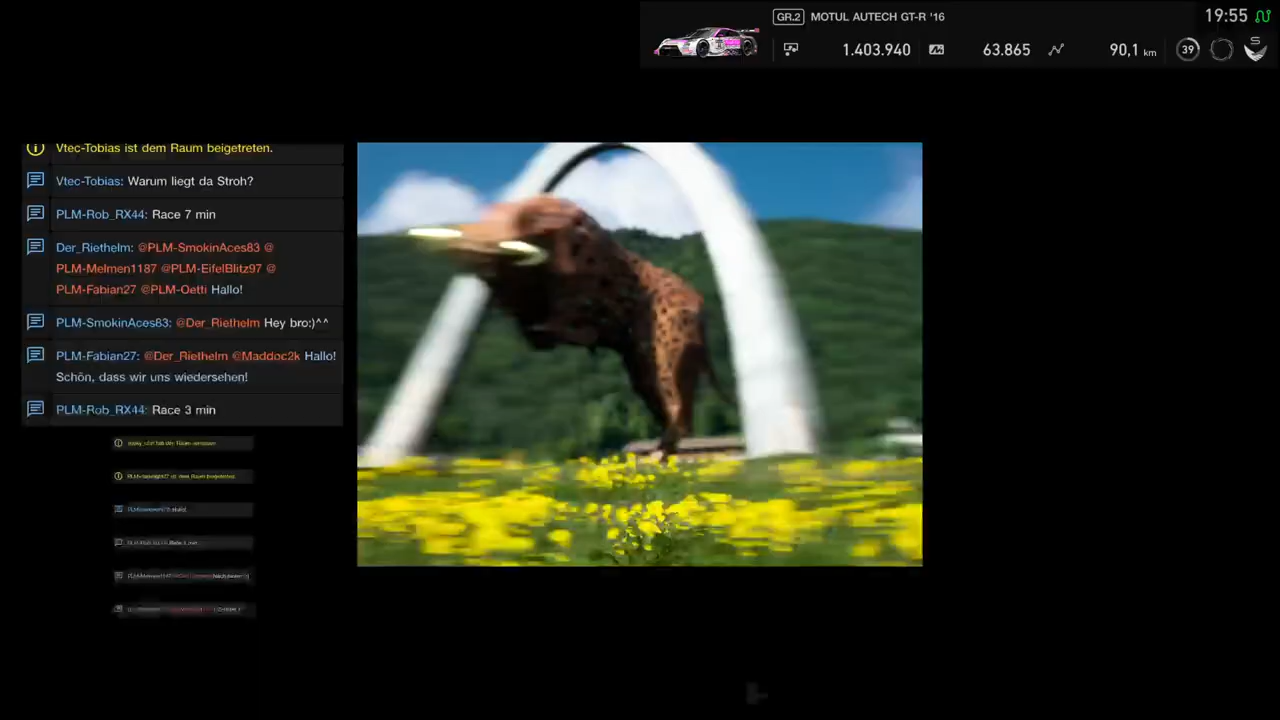 GR.2 MOTUL AUTECH GT-R '16
19:55
1.403.940
63.865
90,1 km
39
S
Vtec-Tobias ist dem Raum beigetreten.
Vtec-Tobias: Warum liegt da Stroh?
PLM-Rob_RX44: Race 7 min
Der_Riethelm: @PLM-SmokinAces83 @
PLM-Melmen1187 @PLM-EifelBlitz97 @
PLM-Fabian27 @PLM-Oetti Hallo!
PLM-SmokinAces83: @Der_Riethelm Hey bro:)^^
PLM-Fabian27: @Der_Riethelm @Maddoc2k Hallo!
Schön, dass wir uns wiedersehen!
PLM-Rob_RX44: Race 3 min